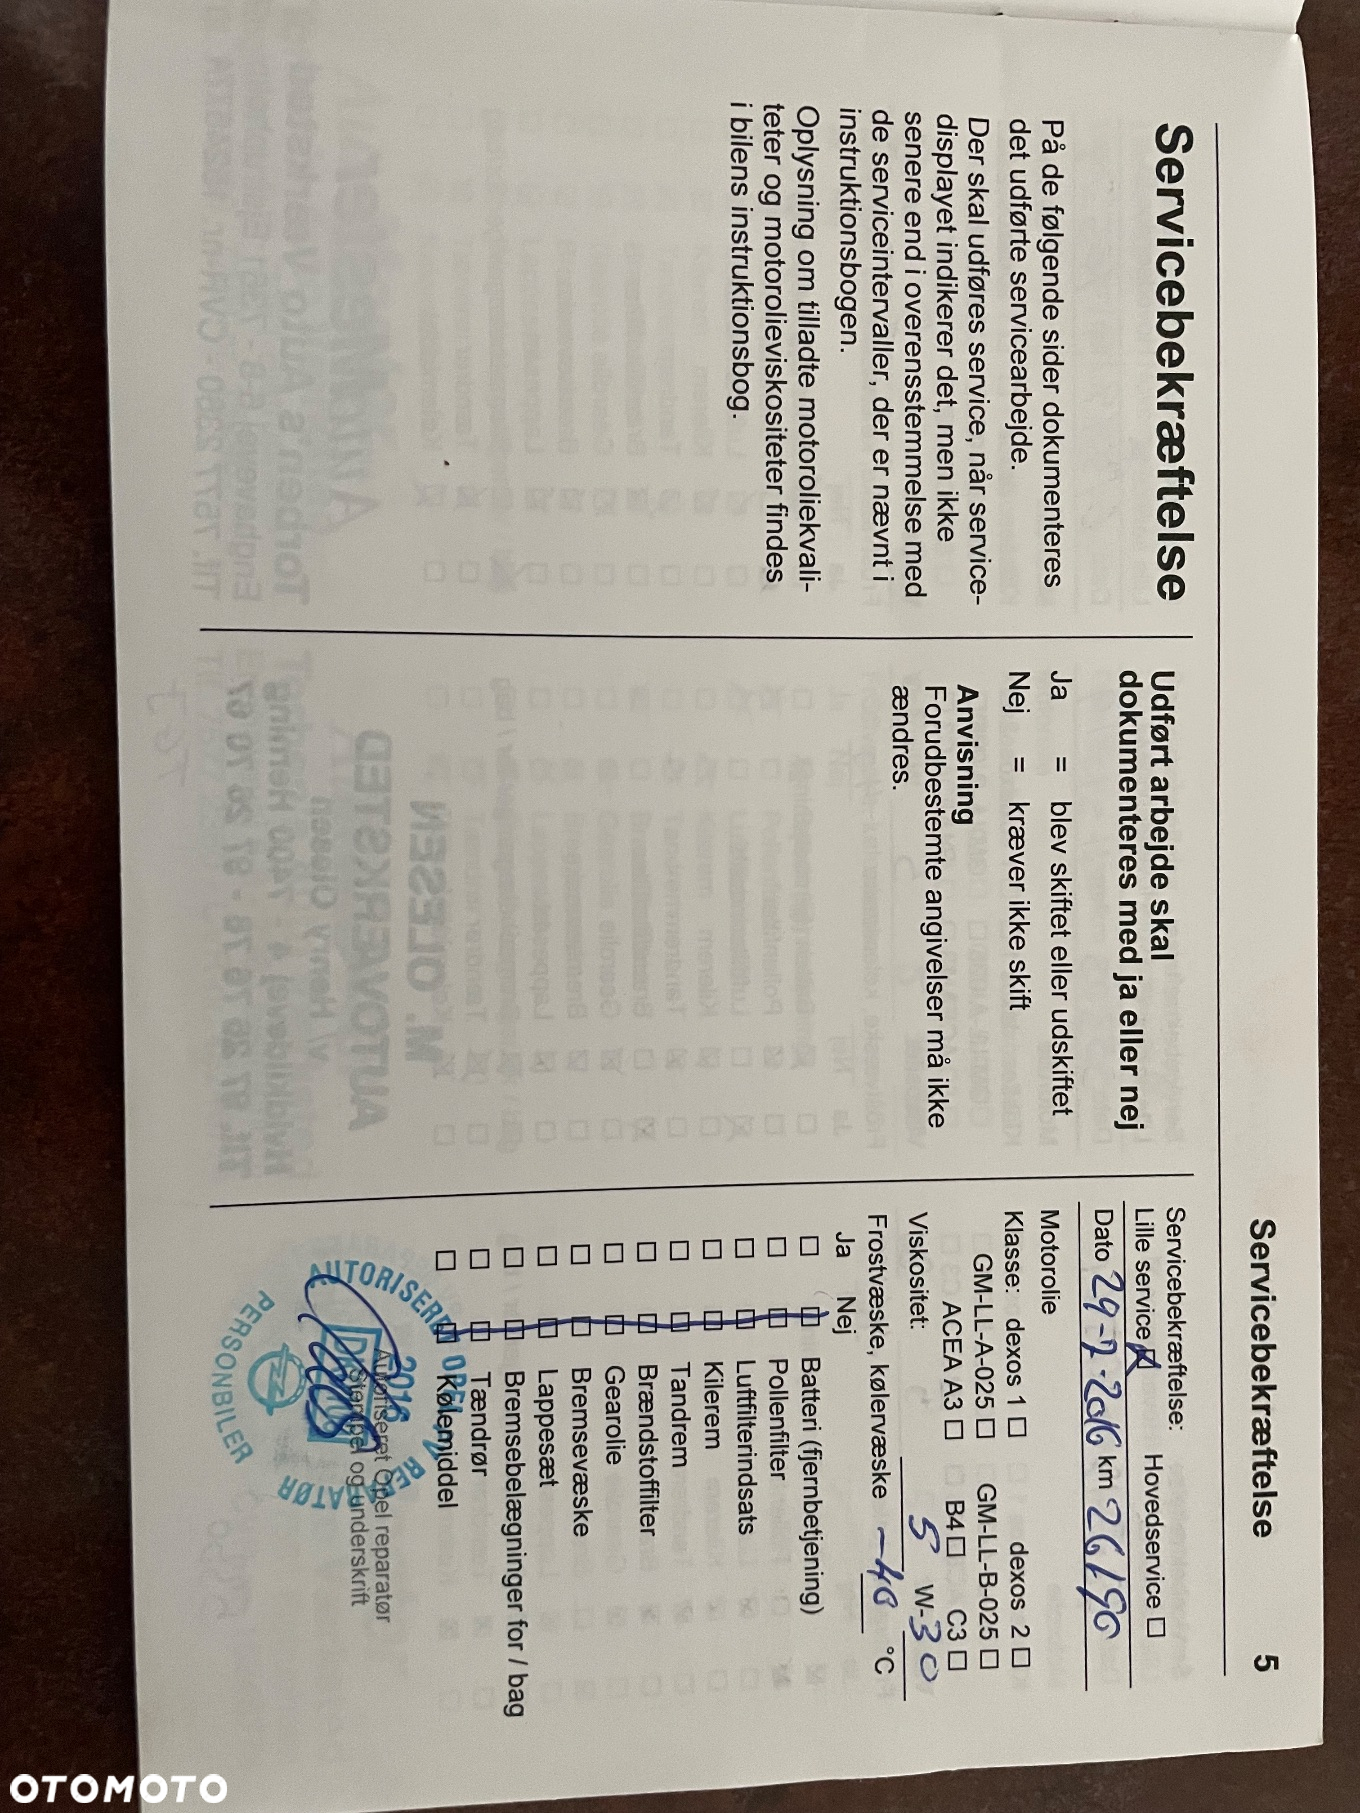 Servicebekræftelse 5
Servicebekræftelse
På de følgende sider dokumenteres
det udførte servicearbejde.
Der skal udføres service, når service-
displayet indikerer det, men ikke
senere end i overensstemmelse med
de serviceintervaller, der er nævnt i
instruktionsbogen.
Oplysning om tilladte motoroliekvali-
teter og motorolieviskositeter findes
i bilens instruktionsbog.
Udført arbejde skal
dokumenteres med ja eller nej
Ja = blev skiftet eller udskiftet
Nej = kræver ikke skift
Anvisning
Forudbestemte angivelser må ikke
ændres.
Servicebekræftelse:
Lille service ☒ Hovedservice ☐
Dato 29-2-2016 km 26190
Motorolie
Klasse: dexos 1 ☐ dexos 2 ☐
GM-LL-A-025 ☐ GM-LL-B-025 ☐
ACEA A3 ☐ B4 ☐ C3 ☐
Viskositet: 5 W-30
Frostvæske, kølervæske -40 °C
Ja Nej
☐ ☐ Batteri (fjernbetjening)
☐ ☐ Pollenfilter
☐ ☐ Luftfilterindsats
☐ ☐ Kilerem
☐ ☐ Tandrem
☐ ☐ Brændstoffilter
☐ ☐ Gearolie
☐ ☐ Bremsevæske
☐ ☐ Lappesæt
☐ ☐ Bremsebelægninger for / bag
☐ ☐ Tændrør
☐ ☐ Kølemiddel
Autoriseret Opel reparatør
Stempel og underskrift
2016
PERSONBILER
OTOMOTO